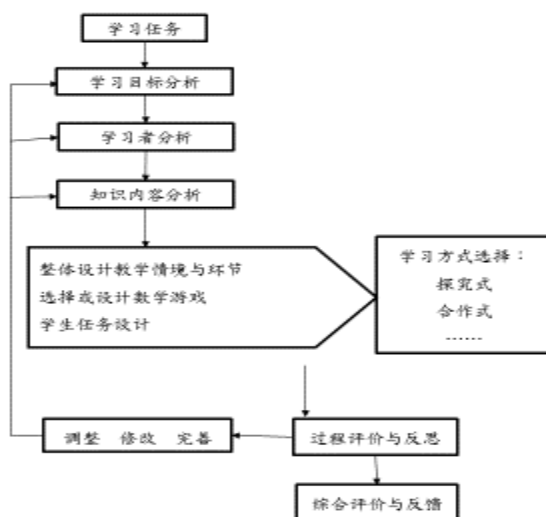 学习任务
学习目标分析
学习者分析
知识内容分析
整体设计教学情境与环节
选择或设计数学游戏
学生任务设计
学习方式选择：
探究式
合作式
……
过程评价与反思
调整 修改 完善
综合评价与反馈